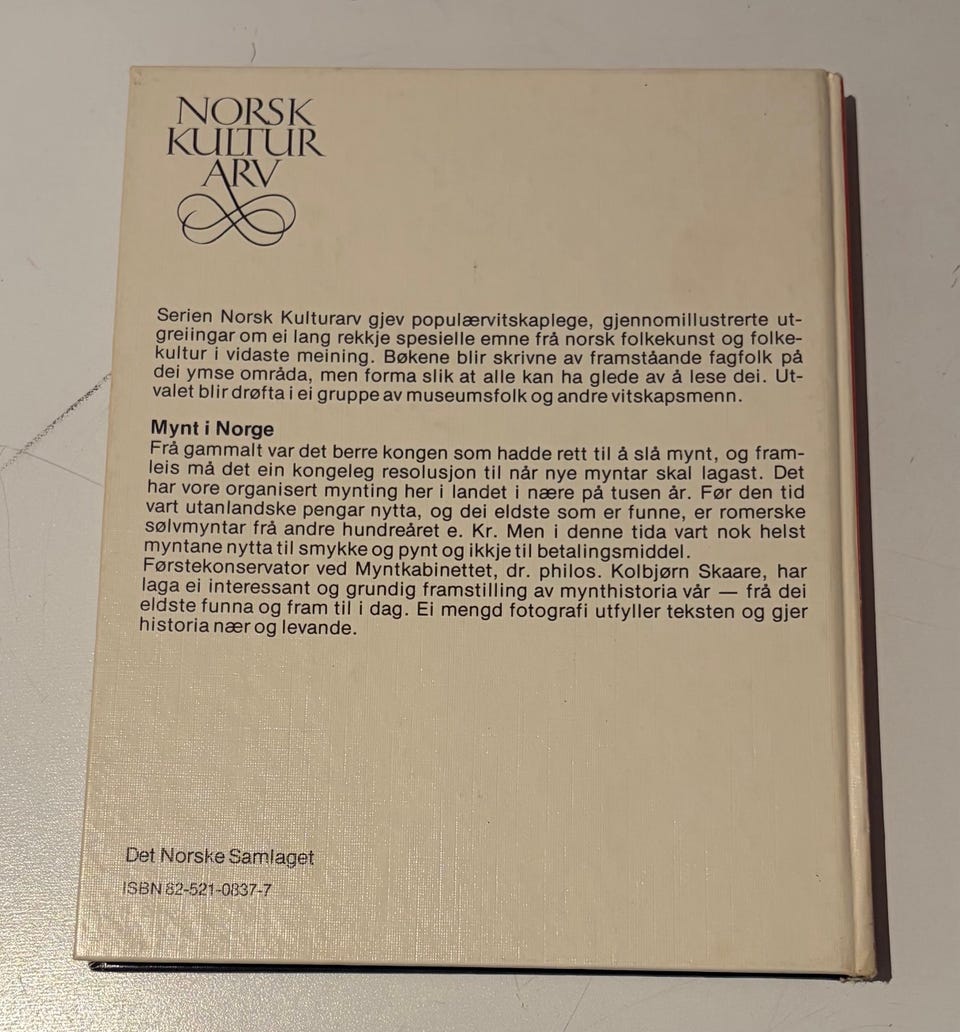 NORSK
KULTUR
ARV
Serien Norsk Kulturarv gjev populærvitskaplege, gjennomillustrerte ut-
greiingar om ei lang rekkje spesielle emne frå norsk folkekunst og folke-
kultur i vidaste meining. Bøkene blir skrivne av framståande fagfolk på
dei ymse områda, men forma slik at alle kan ha glede av å lese dei. Ut-
valet blir drøfta i ei gruppe av museumsfolk og andre vitskapsmenn.
Mynt i Norge
Frå gammalt var det berre kongen som hadde rett til å slå mynt, og fram-
leis må det ein kongeleg resolusjon til når nye myntar skal lagast. Det
har vore organisert mynting her i landet i nære på tusen år. Før den tid
vart utanlandske pengar nytta, og dei eldste som er funne, er romerske
sølvmyntar frå andre hundreåret e. Kr. Men i denne tida vart nok helst
myntane nytta til smykke og pynt og ikkje til betalingsmiddel.
Førstekonservator ved Myntkabinettet, dr. philos. Kolbjørn Skaare, har
laga ei interessant og grundig framstilling av mynthistoria vår — frå dei
eldste funna og fram til i dag. Ei mengd fotografi utfyller teksten og gjer
historia nær og levande.
Det Norske Samlaget
ISBN 82-521-0837-7